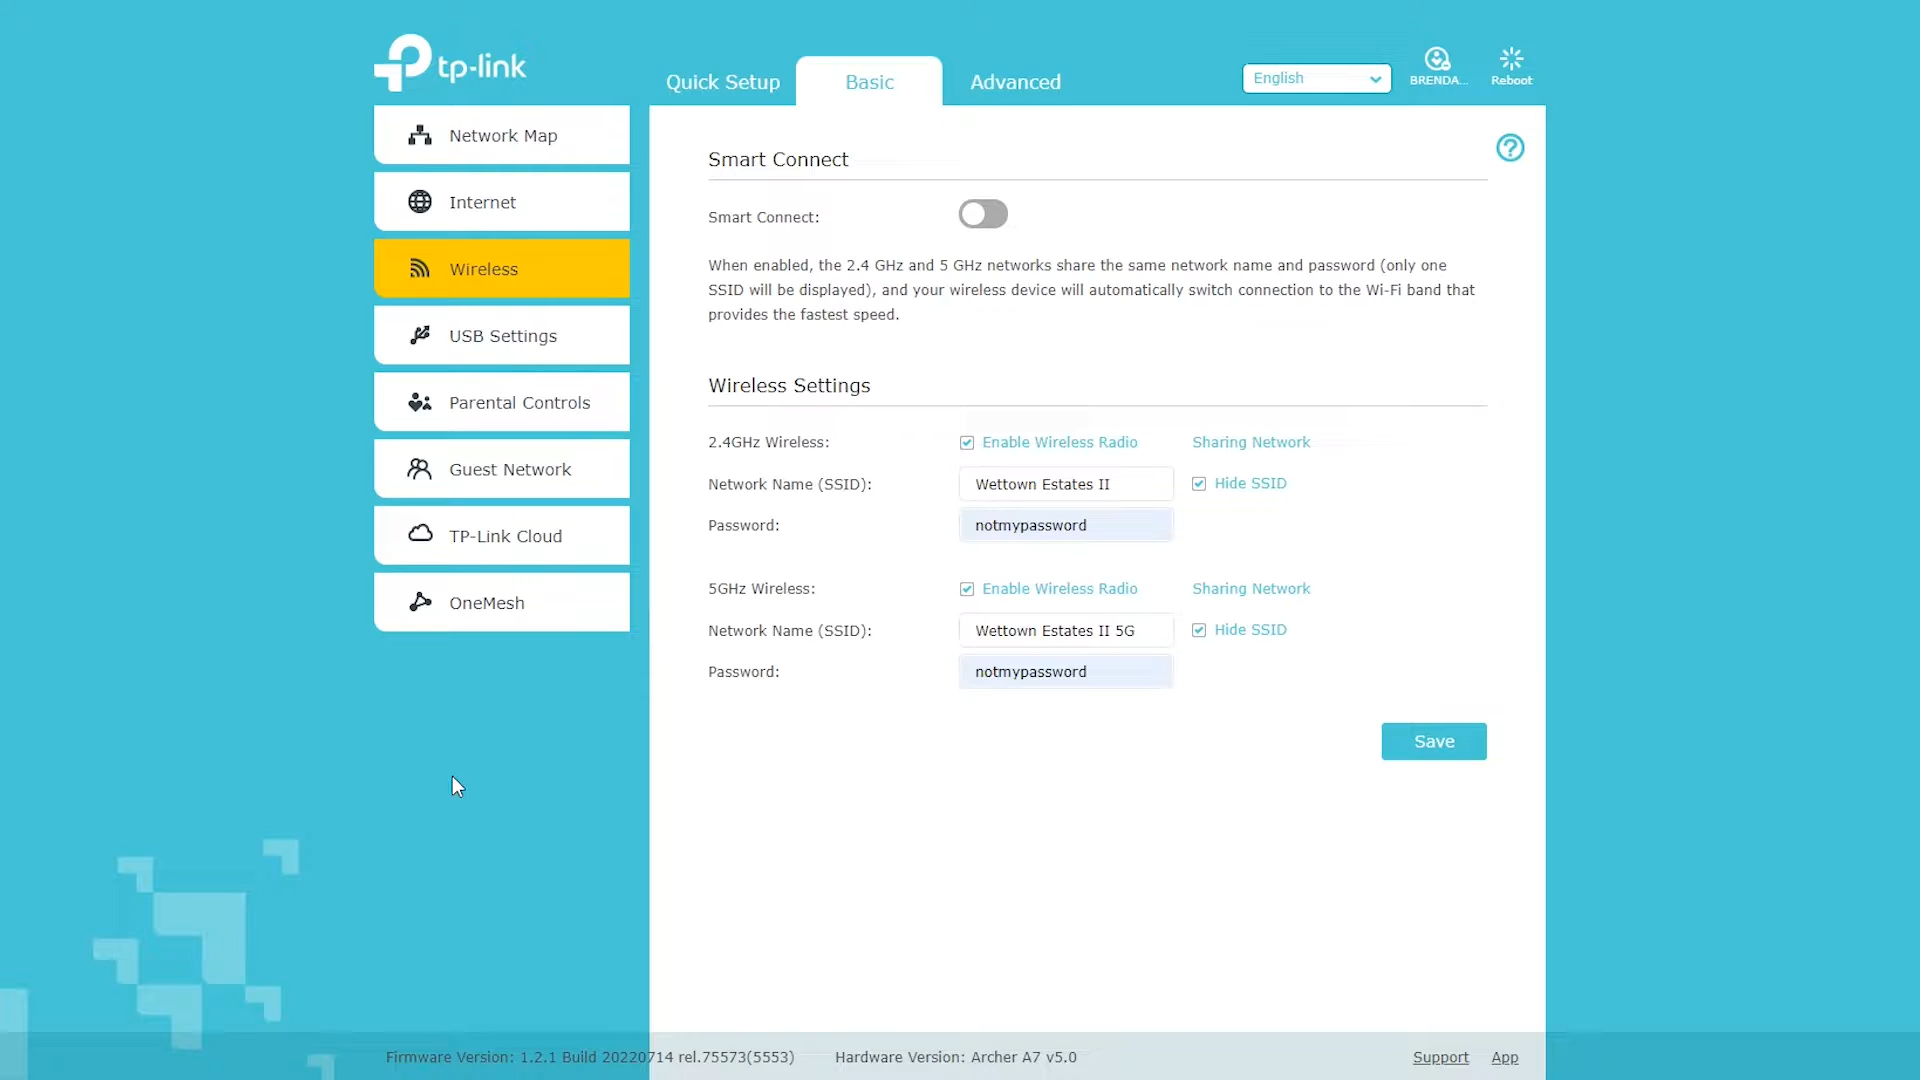 tp-link
Quick Setup
Basic
Advanced
English
BRENDA...
Reboot
Network Map
Internet
Wireless
USB Settings
Parental Controls
Guest Network
TP-Link Cloud
OneMesh
Smart Connect
Smart Connect:
When enabled, the 2.4 GHz and 5 GHz networks share the same network name and password (only one
SSID will be displayed), and your wireless device will automatically switch connection to the Wi-Fi band that
provides the fastest speed.
Wireless Settings
2.4GHz Wireless: Enable Wireless Radio Sharing Network
Network Name (SSID): Wettown Estates II Hide SSID
Password: notmypassword
5GHz Wireless: Enable Wireless Radio Sharing Network
Network Name (SSID): Wettown Estates II 5G Hide SSID
Password: notmypassword
Save
Firmware Version: 1.2.1 Build 20220714 rel.75573(5553) Hardware Version: Archer A7 v5.0 Support App